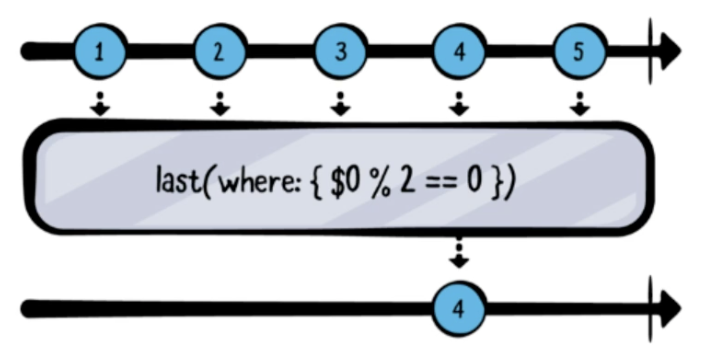 1 2 3 4 5
last(where: { $0 % 2 == 0 })
4